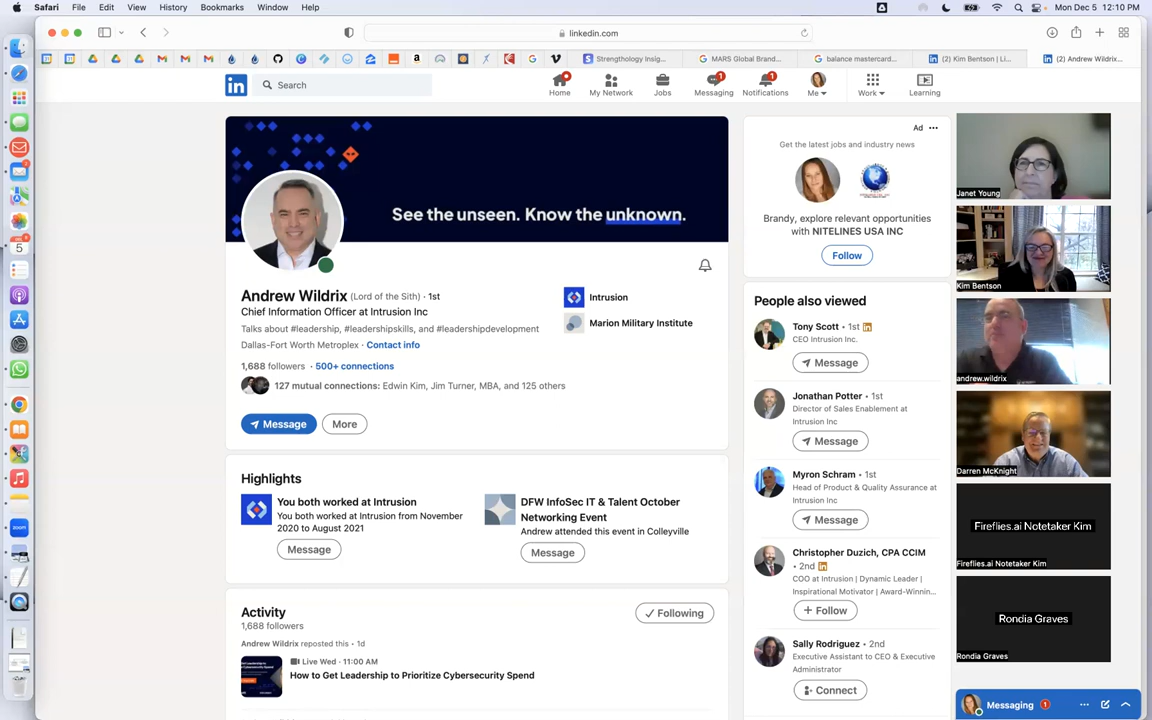 Safari File Edit View History Bookmarks Window Help
Mon Dec 5 12:10 PM
linkedin.com
Strengthology Insig...
MARS Global Brand...
balance mastercard...
(2) Kim Bentson | Li...
(2) Andrew Wildrix...
in
Search
Home
My Network
Jobs
1
Messaging
1
Notifications
Me
Work
Learning
See the unseen. Know the unknown.
Andrew Wildrix (Lord of the Sith) · 1st
Chief Information Officer at Intrusion Inc
Talks about #leadership, #leadershipskills, and #leadershipdevelopment
Dallas-Fort Worth Metroplex · Contact info
1,688 followers · 500+ connections
127 mutual connections: Edwin Kim, Jim Turner, MBA, and 125 others
Intrusion
Marion Military Institute
Message
More
Highlights
You both worked at Intrusion
You both worked at Intrusion from November
2020 to August 2021
Message
DFW InfoSec IT & Talent October
Networking Event
Andrew attended this event in Colleyville
Message
Activity
1,688 followers
Following
Andrew Wildrix reposted this • 1d
Live Wed · 11:00 AM
How to Get Leadership to Prioritize Cybersecurity Spend
Ad
Get the latest jobs and industry news
Brandy, explore relevant opportunities
with NITELINES USA INC
Follow
People also viewed
Tony Scott • 1st
CEO Intrusion Inc.
Message
Jonathan Potter • 1st
Director of Sales Enablement at
Intrusion Inc
Message
Myron Schram • 1st
Head of Product & Quality Assurance at
Intrusion Inc
Message
Christopher Duzich, CPA CCIM
• 2nd
COO at Intrusion | Dynamic Leader |
Inspirational Motivator | Award-Winnin...
+ Follow
Sally Rodriguez • 2nd
Executive Assistant to CEO & Executive
Administrator
Connect
Janet Young
Kim Bentson
andrew.wildrix
Darren McKnight
Fireflies.ai Notetaker Kim
Fireflies.ai Notetaker Kim
Rondia Graves
Rondia Graves
Messaging 1
5
zoom